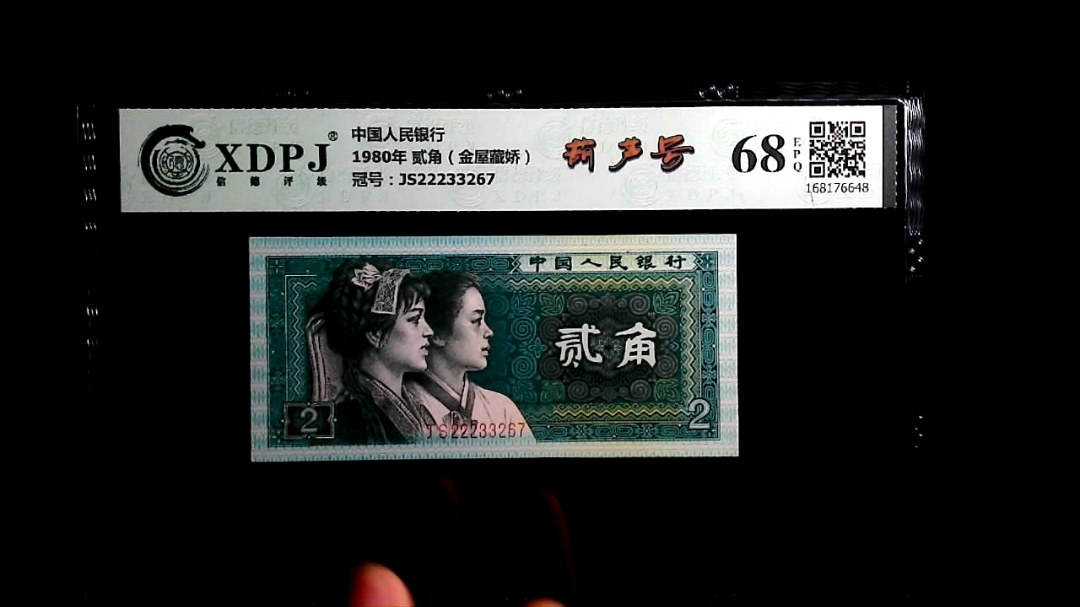 XDPJ®
信德评级
中国人民银行
1980年 贰角（金屋藏娇）
冠号：JS22233267
葫芦号
68
EPQ
168176648
中国人民银行
贰角
2
2
JS22233267